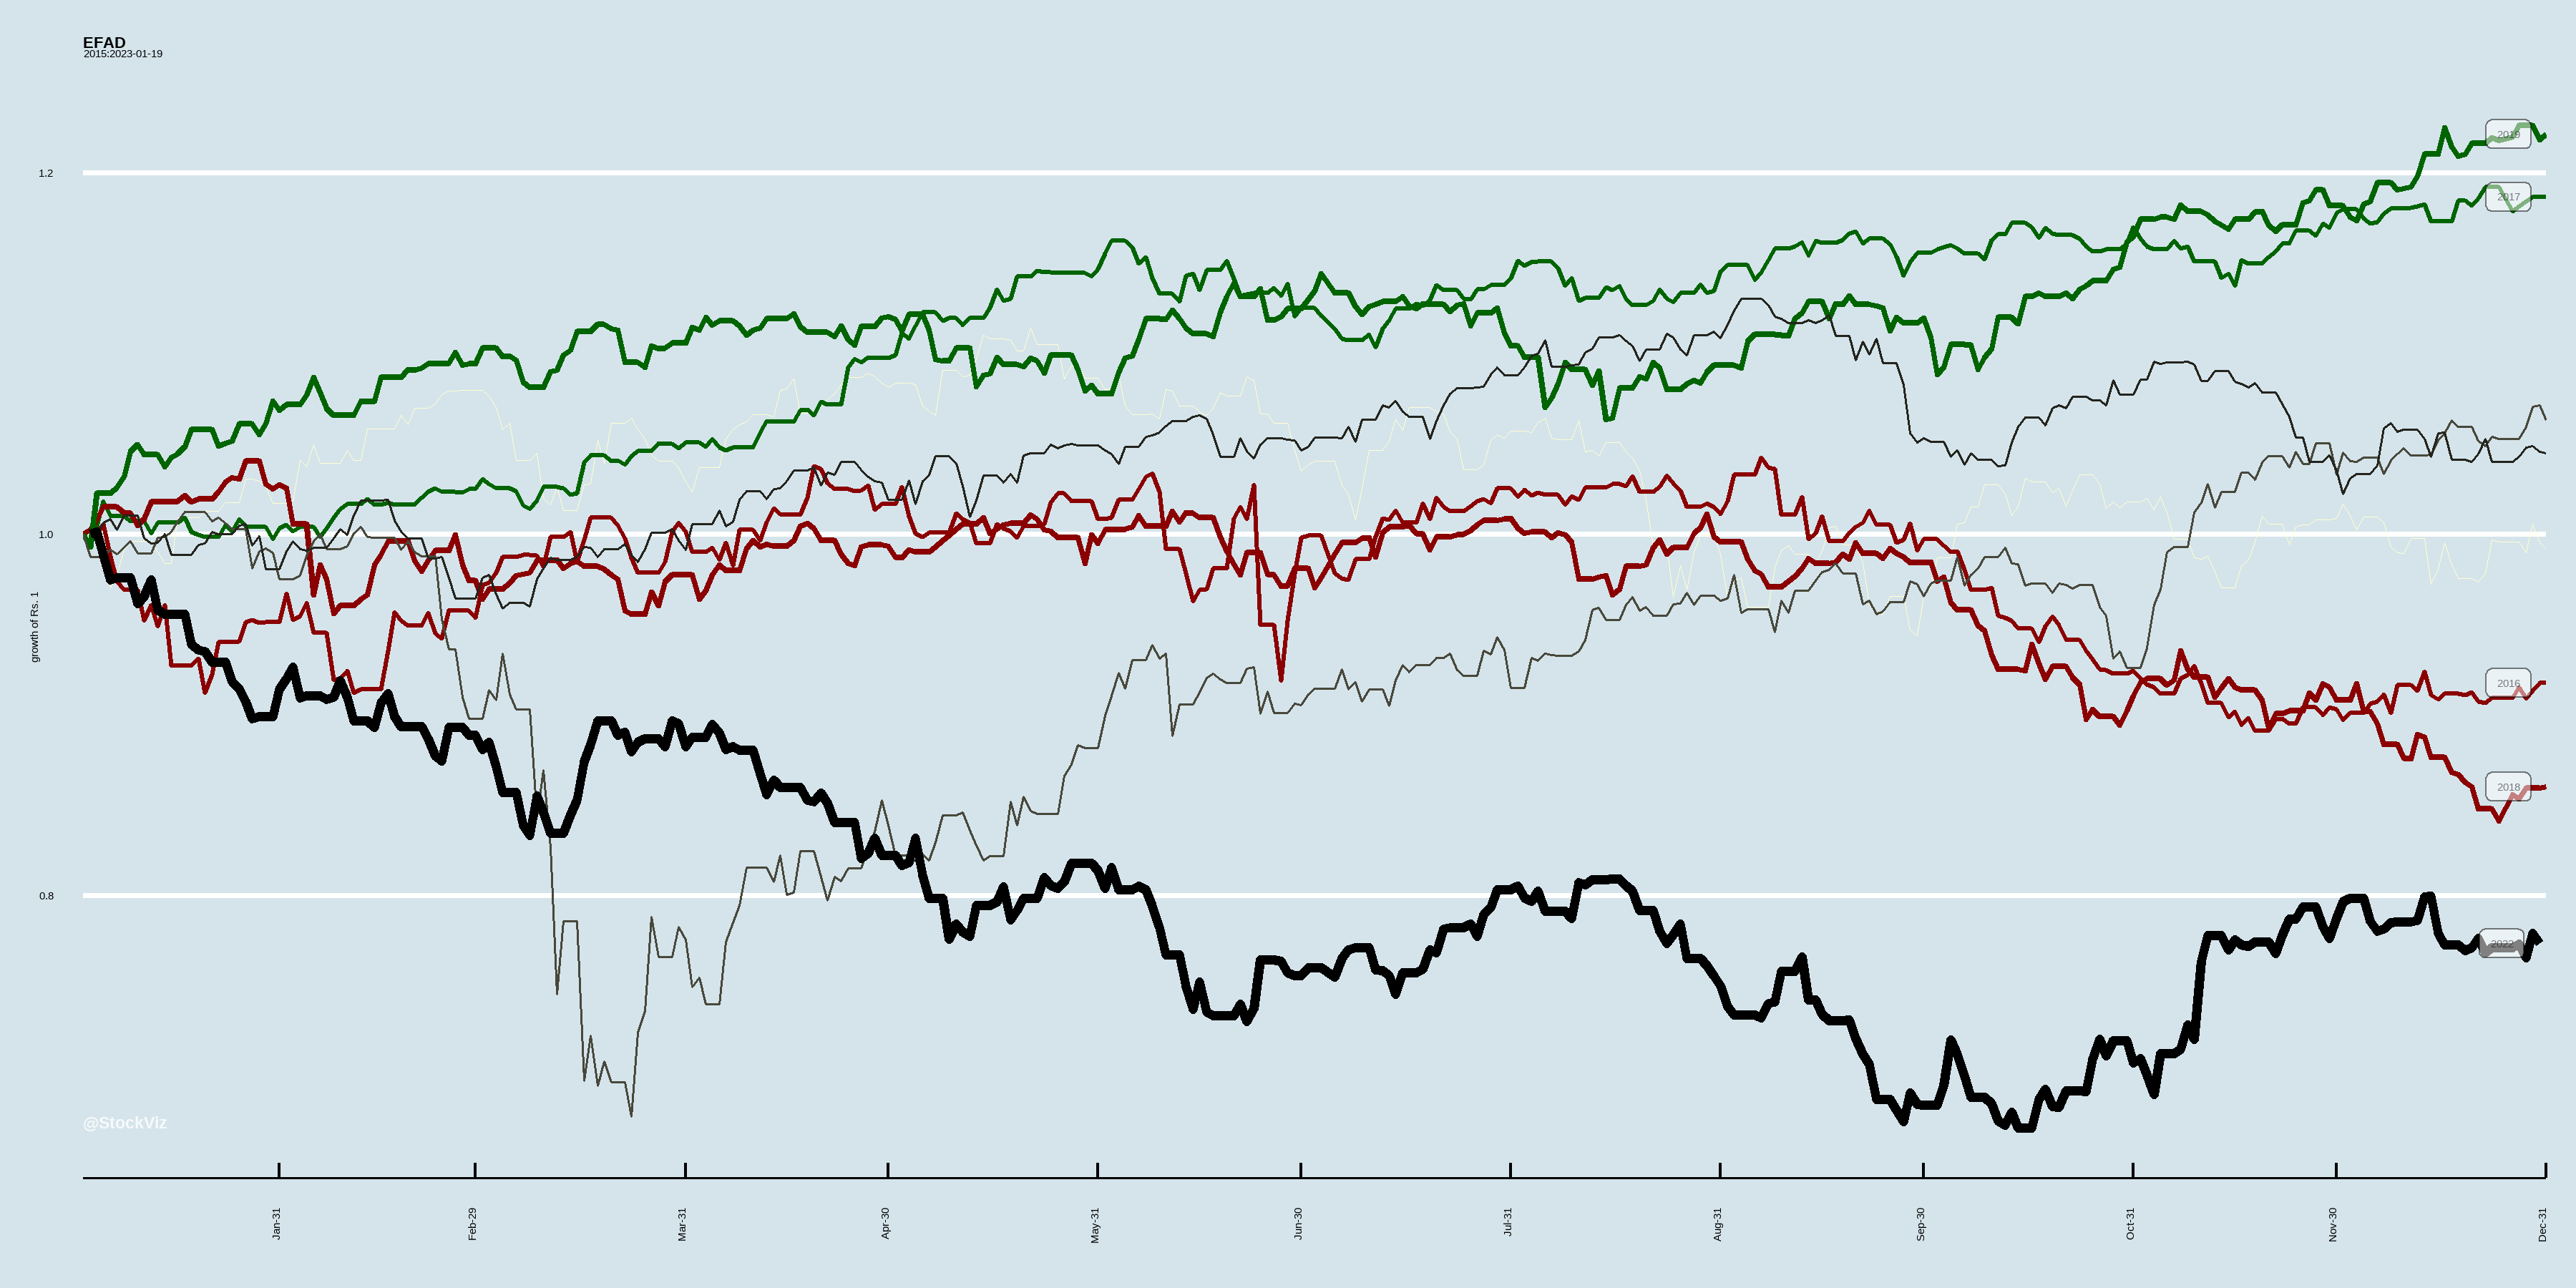 EFAD
2015:2023-01-19
2019
1.2
2017
1.0
growth of Rs. 1
2016
2018
0.8
2022
@StockViz
Jan-31
Feb-29
Mar-31
Apr-30
May-31
Jun-30
Jul-31
Aug-31
Sep-30
Oct-31
Nov-30
Dec-31